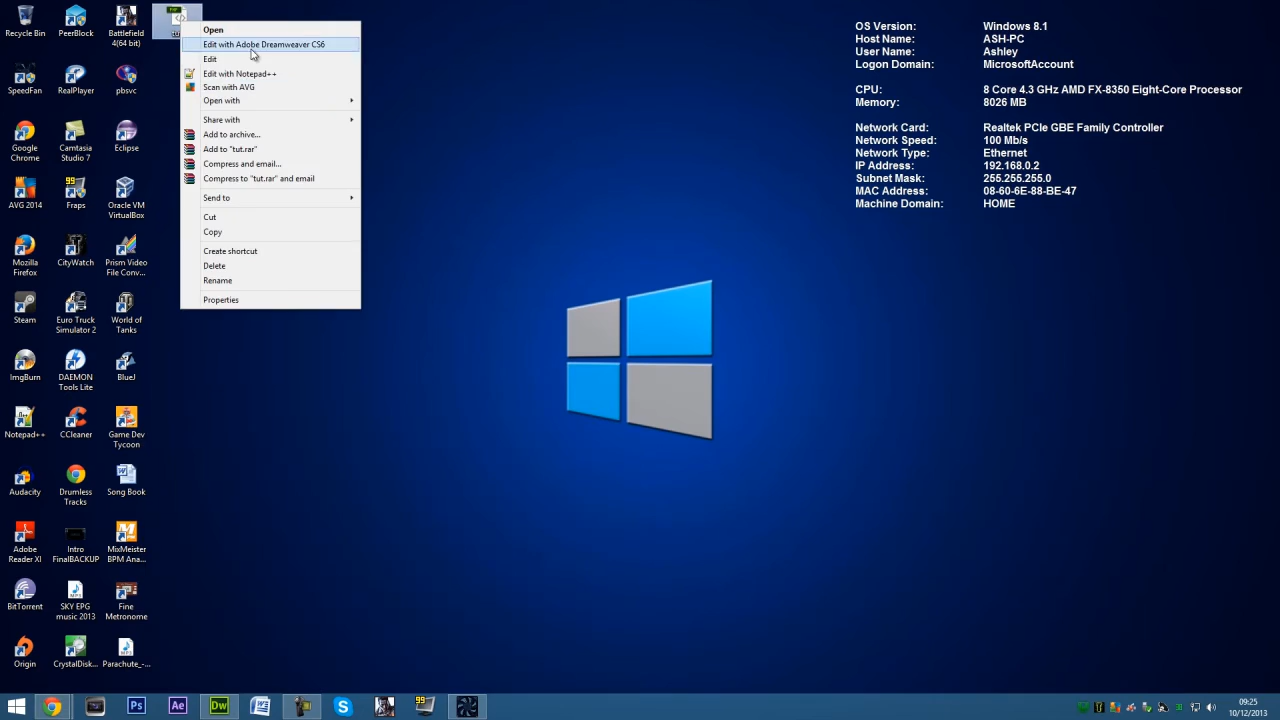 Recycle Bin
PeerBlock
Battlefield
4(64 bit)
SpeedFan
RealPlayer
pbsvc
Google
Chrome
Camtasia
Studio 7
Eclipse
AVG 2014
Fraps
Oracle VM
VirtualBox
Mozilla
Firefox
CityWatch
Prism Video
File Conv...
Steam
Euro Truck
Simulator 2
World of
Tanks
ImgBurn
DAEMON
Tools Lite
BlueJ
Notepad++
CCleaner
Game Dev
Tycoon
Audacity
Drumless
Tracks
Song Book
Adobe
Reader XI
Intro
FinalBACKUP
MixMeister
BPM Ana...
BitTorrent
SKY EPG
music 2013
Fine
Metronome
Origin
CrystalDisk...
Parachute_-...
PHP
Open
Edit with Adobe Dreamweaver CS6
Edit
Edit with Notepad++
Scan with AVG
Open with
Share with
Add to archive...
Add to "tut.rar"
Compress and email...
Compress to "tut.rar" and email
Send to
Cut
Copy
Create shortcut
Delete
Rename
Properties
OS Version: Windows 8.1
Host Name: ASH-PC
User Name: Ashley
Logon Domain: MicrosoftAccount
CPU: 8 Core 4.3 GHz AMD FX-8350 Eight-Core Processor
Memory: 8026 MB
Network Card: Realtek PCIe GBE Family Controller
Network Speed: 100 Mb/s
Network Type: Ethernet
IP Address: 192.168.0.2
Subnet Mask: 255.255.255.0
MAC Address: 08-60-6E-88-BE-47
Machine Domain: HOME
Ps
Ae
Dw
99
09:25
10/12/2013